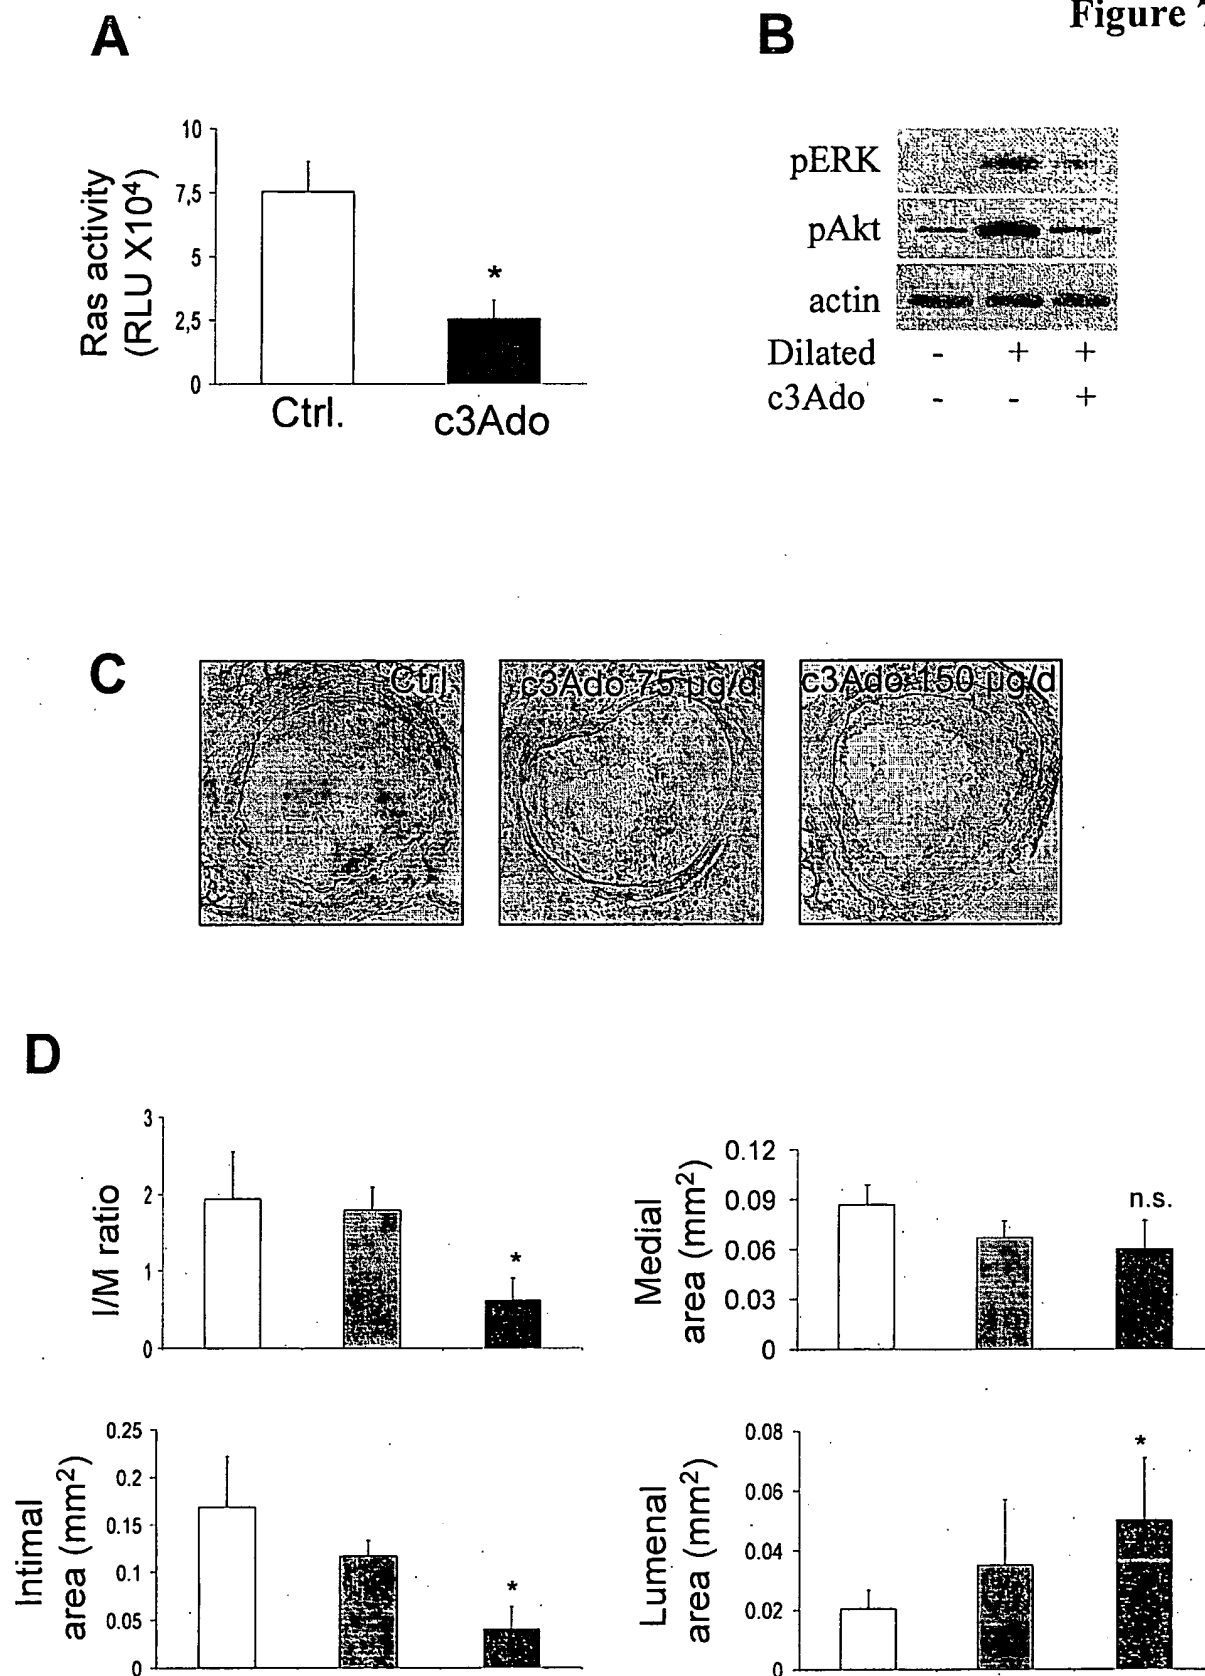 Figure 7
A
10
7,5
5
2,5
0
Ras activity
(RLU X10⁴)
*
Ctrl.
c3Ado
B
pERK
pAkt
actin
Dilated - + +
c3Ado - - +
C
Ctrl.
c3Ado 75 µg/d
c3Ado 150 µg/d
D
3
2
1
0
I/M ratio
*
0.12
0.09
0.06
0.03
0
Medial
area (mm²)
n.s.
0.25
0.2
0.15
0.1
0.05
0
Intimal
area (mm²)
*
0.08
0.06
0.04
0.02
0
Lumenal
area (mm²)
*